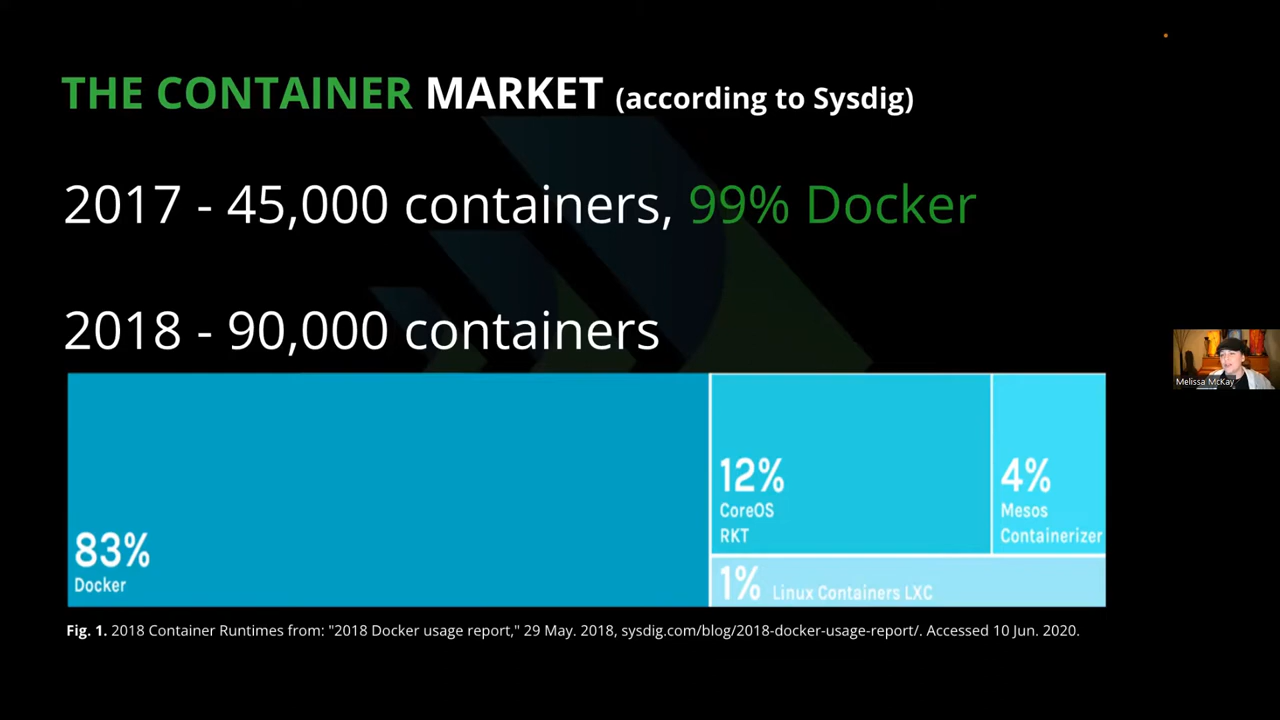 THE CONTAINER MARKET (according to Sysdig)
2017 - 45,000 containers, 99% Docker
2018 - 90,000 containers
83%
Docker
12%
CoreOS
RKT
4%
Mesos
Containerizer
1% Linux Containers LXC
Fig. 1. 2018 Container Runtimes from: "2018 Docker usage report," 29 May. 2018, sysdig.com/blog/2018-docker-usage-report/. Accessed 10 Jun. 2020.
Melissa McKay